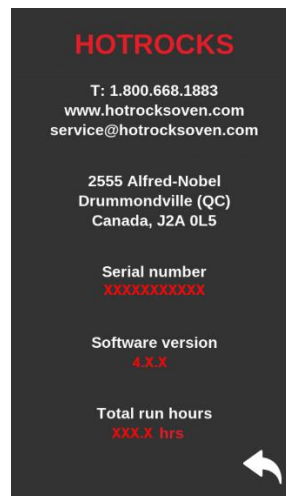 HOTROCKS
T: 1.800.668.1883
www.hotrocksoven.com
service@hotrocksoven.com
2555 Alfred-Nobel
Drummondville (QC)
Canada, J2A 0L5
Serial number
XXXXXXXXXXX
Software version
4.X.X
Total run hours
XXX.X hrs